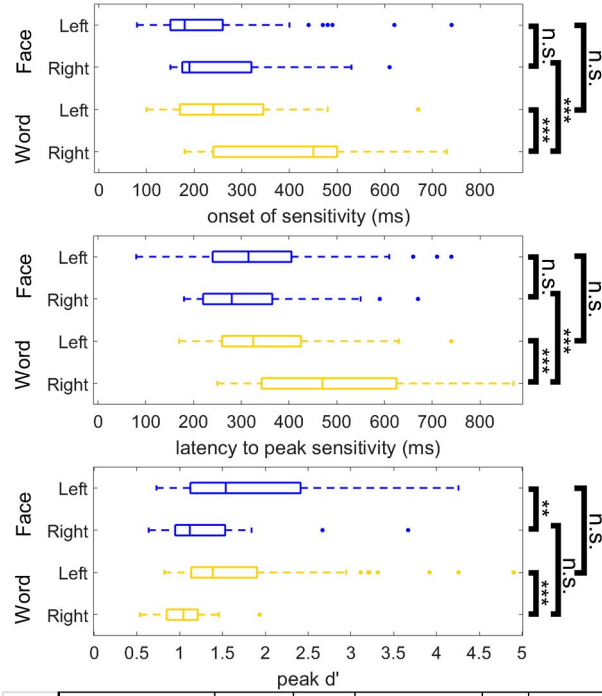 Face
Left
Right
Word
Left
Right
n.s.
***
***
n.s.
0 100 200 300 400 500 600 700 800
onset of sensitivity (ms)
Face
Left
Right
Word
Left
Right
n.s.
***
***
n.s.
0 100 200 300 400 500 600 700 800
latency to peak sensitivity (ms)
Face
Left
Right
Word
Left
Right
**
***
n.s.
n.s.
0 0.5 1 1.5 2 2.5 3 3.5 4 4.5 5
peak d'